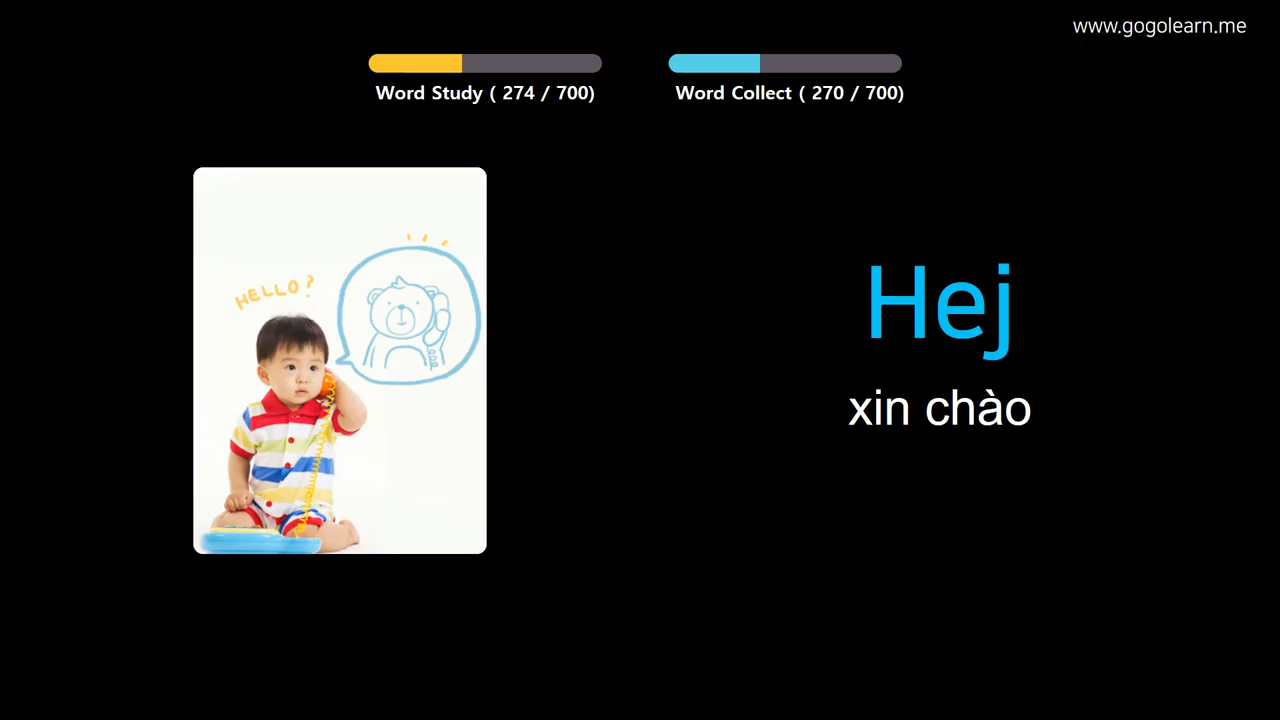 www.gogolearn.me
Word Study ( 274 / 700)
Word Collect ( 270 / 700)
HELLO?
Hej
xin chào